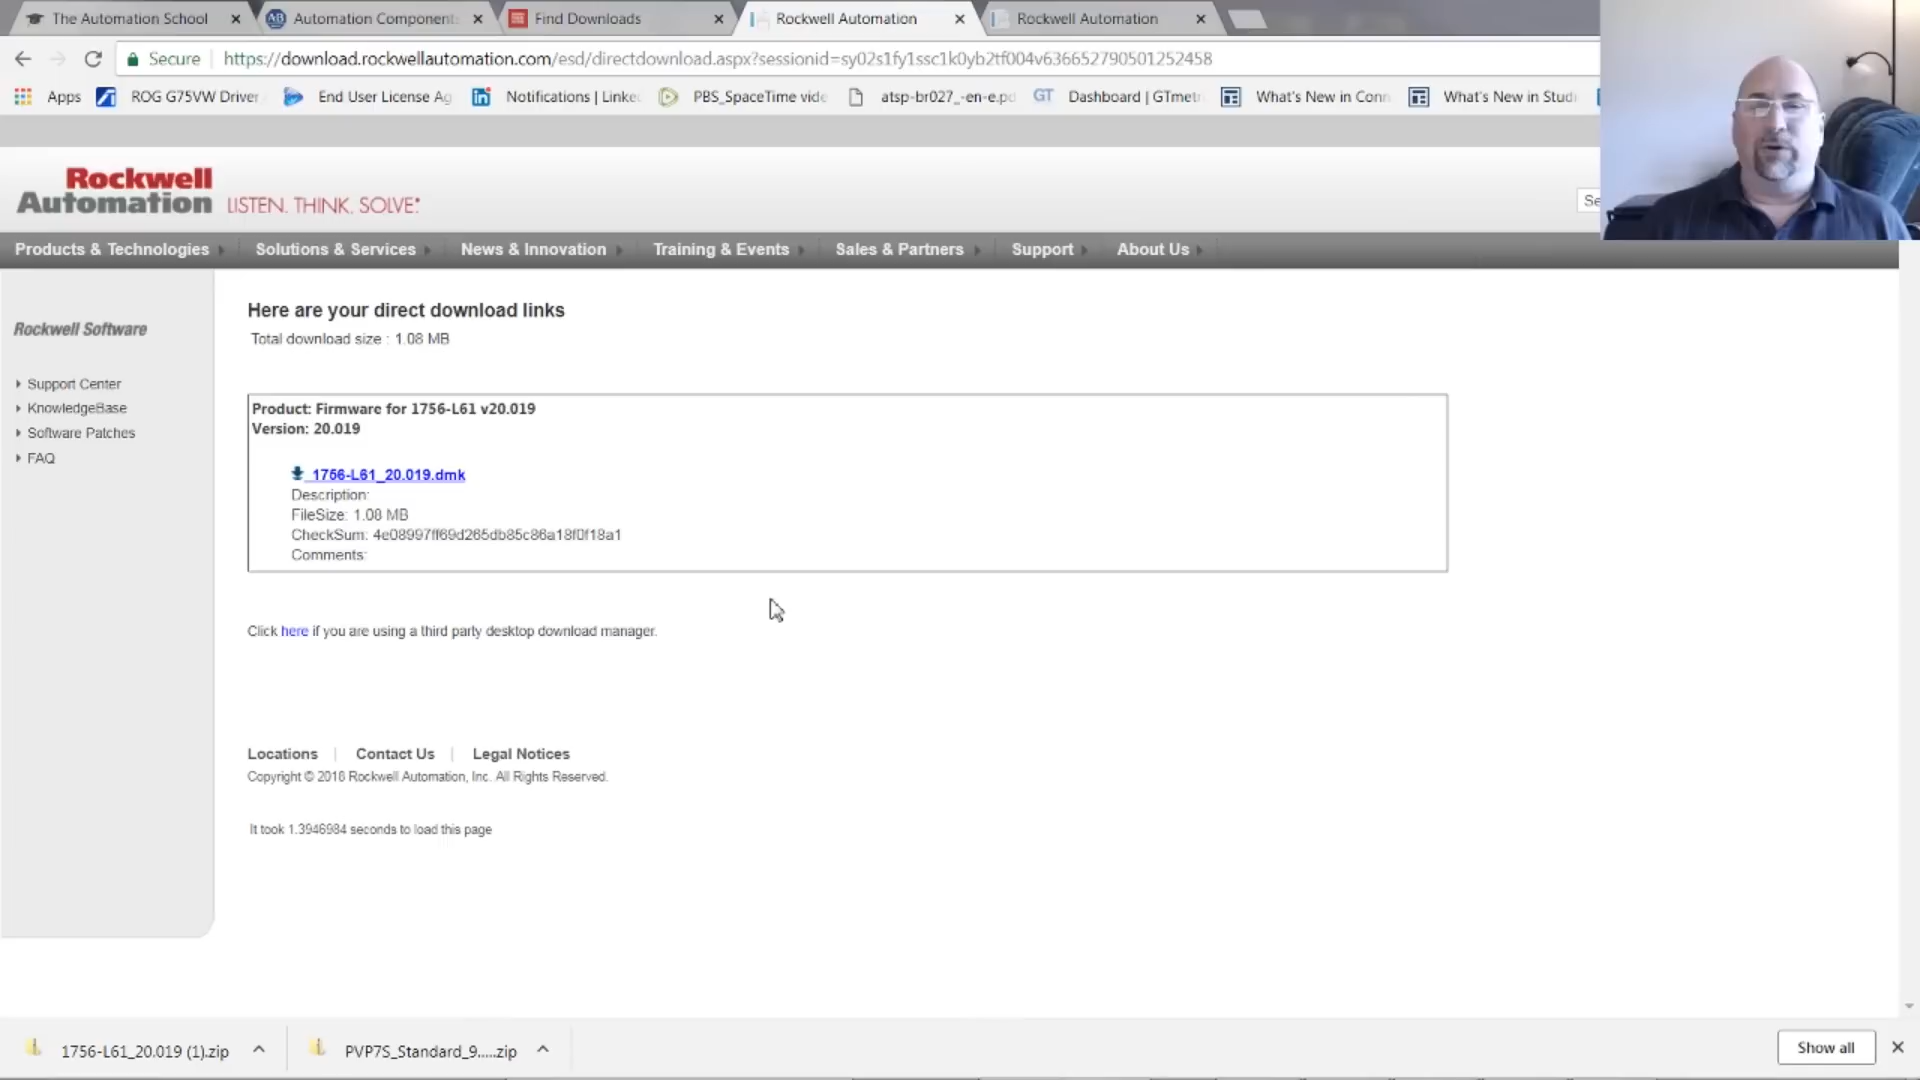 The Automation School
Automation Component
Find Downloads
Rockwell Automation
Rockwell Automation
Secure
https://download.rockwellautomation.com/esd/directdownload.aspx?sessionid=sy02s1fy1ssc1k0yb2tf004v636652790501252458
Apps
ROG G75VW Driver
End User License Ag
Notifications | Linke
PBS_SpaceTime vide
atsp-br027_-en-e.pd
GT
Dashboard | GTmetr
What's New in Conn
What's New in Studi
Rockwell
Automation
LISTEN. THINK. SOLVE.
Se
Products & Technologies
Solutions & Services
News & Innovation
Training & Events
Sales & Partners
Support
About Us
Rockwell Software
Support Center
KnowledgeBase
Software Patches
FAQ
Here are your direct download links
Total download size : 1.08 MB
Product: Firmware for 1756-L61 v20.019
Version: 20.019
1756-L61_20.019.dmk
Description:
FileSize: 1.08 MB
CheckSum: 4e08997ff69d265db85c86a18f0f18a1
Comments:
Click here if you are using a third party desktop download manager.
Locations | Contact Us | Legal Notices
Copyright © 2018 Rockwell Automation, Inc. All Rights Reserved.
It took 1.3946984 seconds to load this page
1756-L61_20.019 (1).zip
PVP7S_Standard_9.....zip
Show all